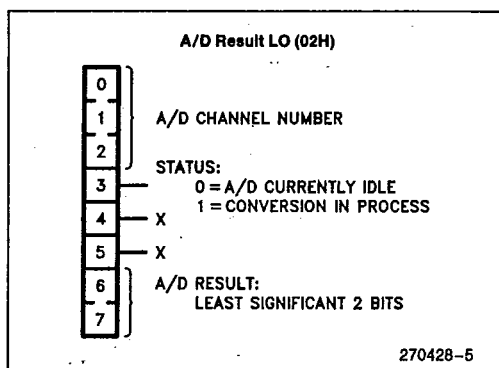 A/D Result LO (02H)
0
1
2
A/D CHANNEL NUMBER
3
STATUS:
0 = A/D CURRENTLY IDLE
1 = CONVERSION IN PROCESS
4
X
5
X
6
7
A/D RESULT:
LEAST SIGNIFICANT 2 BITS
270428-5